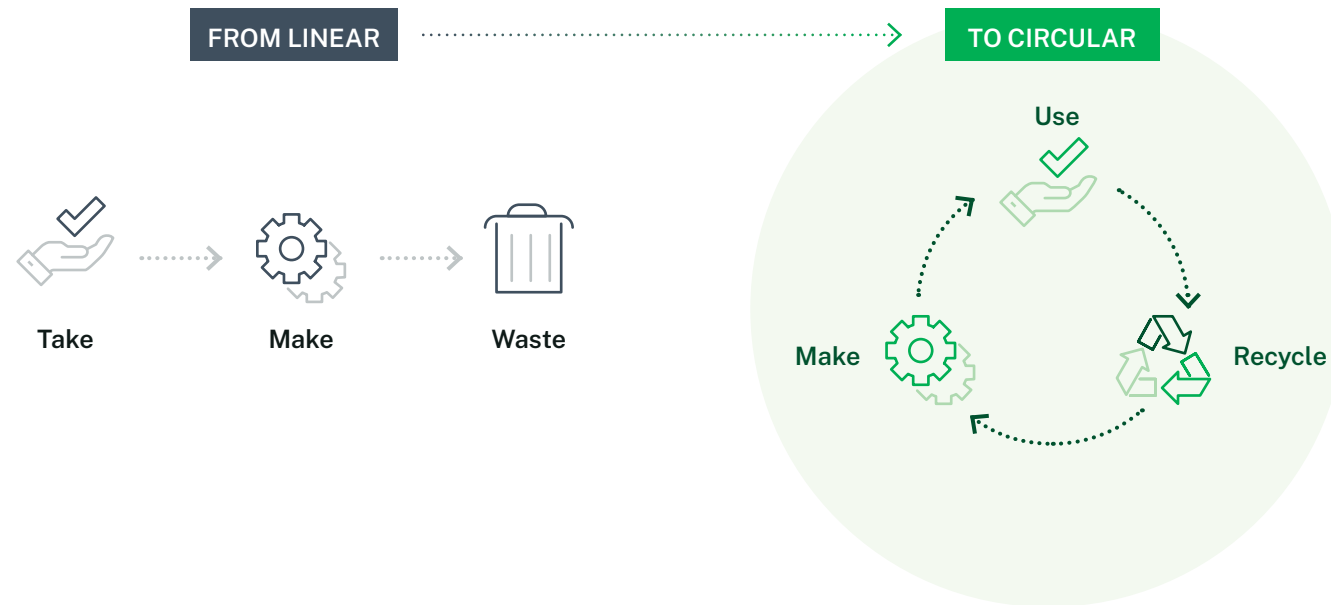 FROM LINEAR
TO CIRCULAR
Take
Make
Waste
Use
Make
Recycle